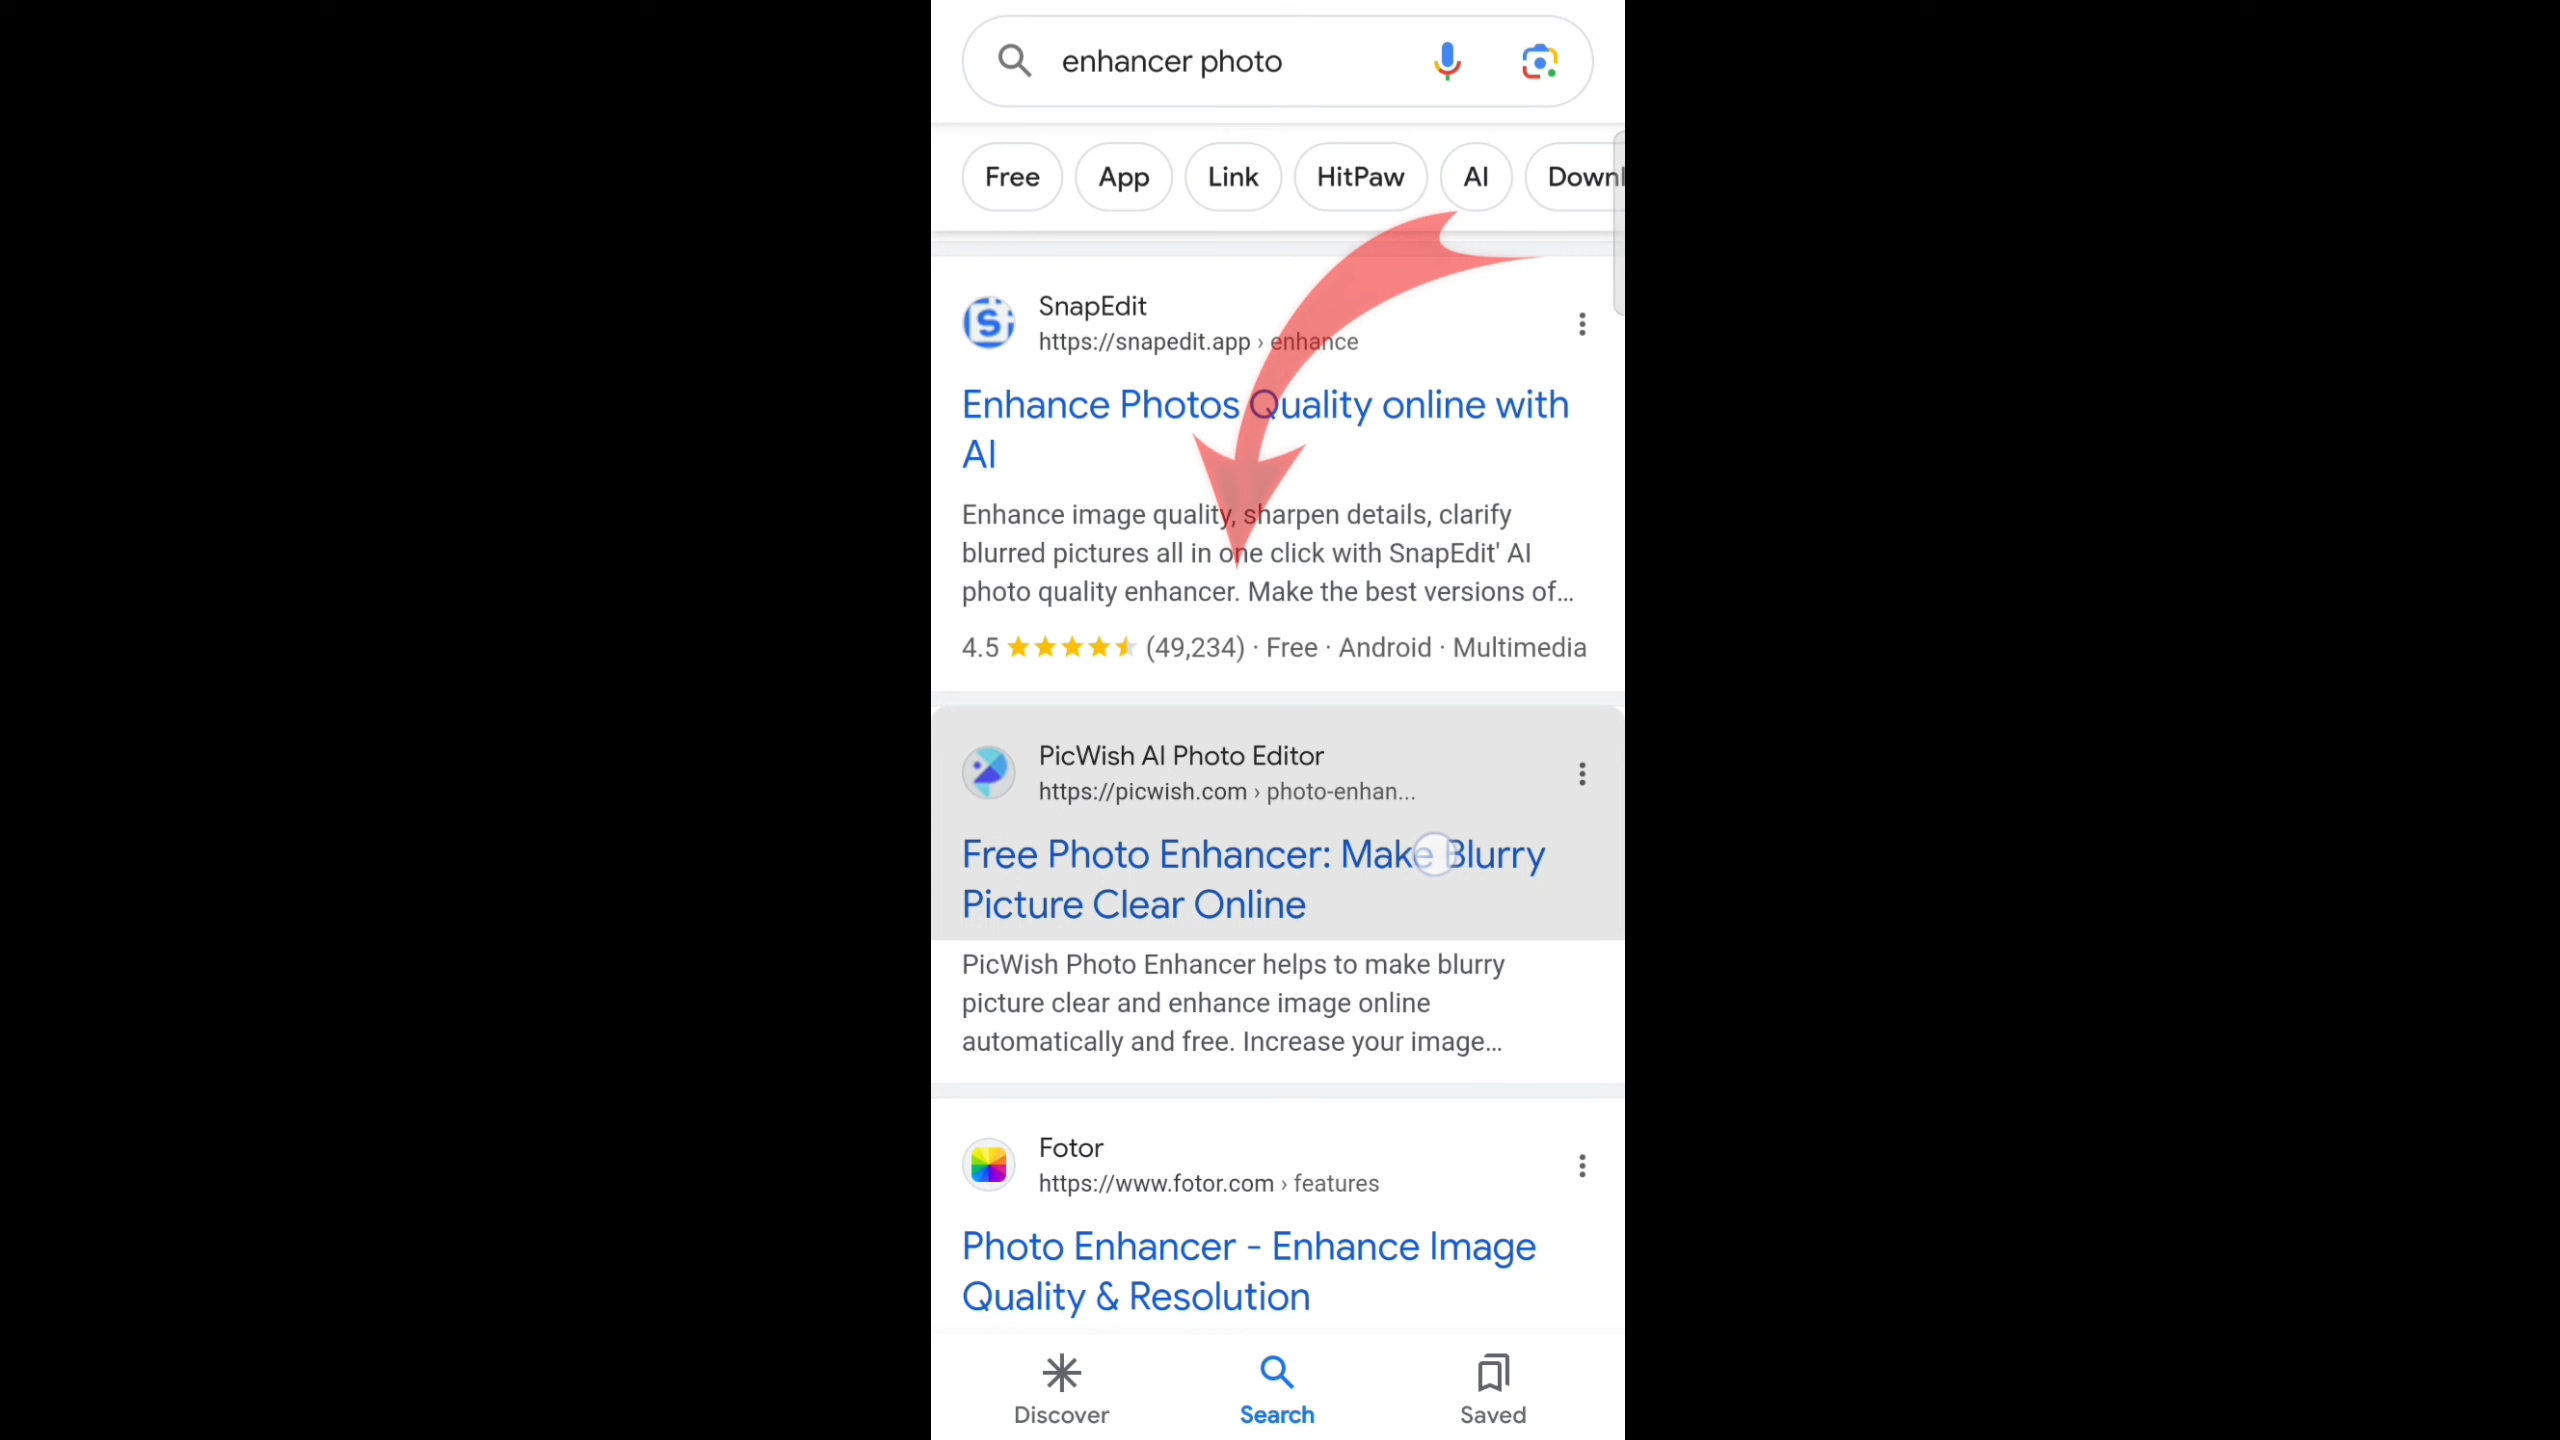 enhancer photo
Free App Link HitPaw AI Downl
SnapEdit
https://snapedit.app › enhance
Enhance Photos Quality online with
AI
Enhance image quality, sharpen details, clarify
blurred pictures all in one click with SnapEdit' AI
photo quality enhancer. Make the best versions of...
4.5 (49,234) · Free · Android · Multimedia
PicWish AI Photo Editor
https://picwish.com › photo-enhan...
Free Photo Enhancer: Make Blurry
Picture Clear Online
PicWish Photo Enhancer helps to make blurry
picture clear and enhance image online
automatically and free. Increase your image...
Fotor
https://www.fotor.com › features
Photo Enhancer - Enhance Image
Quality & Resolution
Discover Search Saved